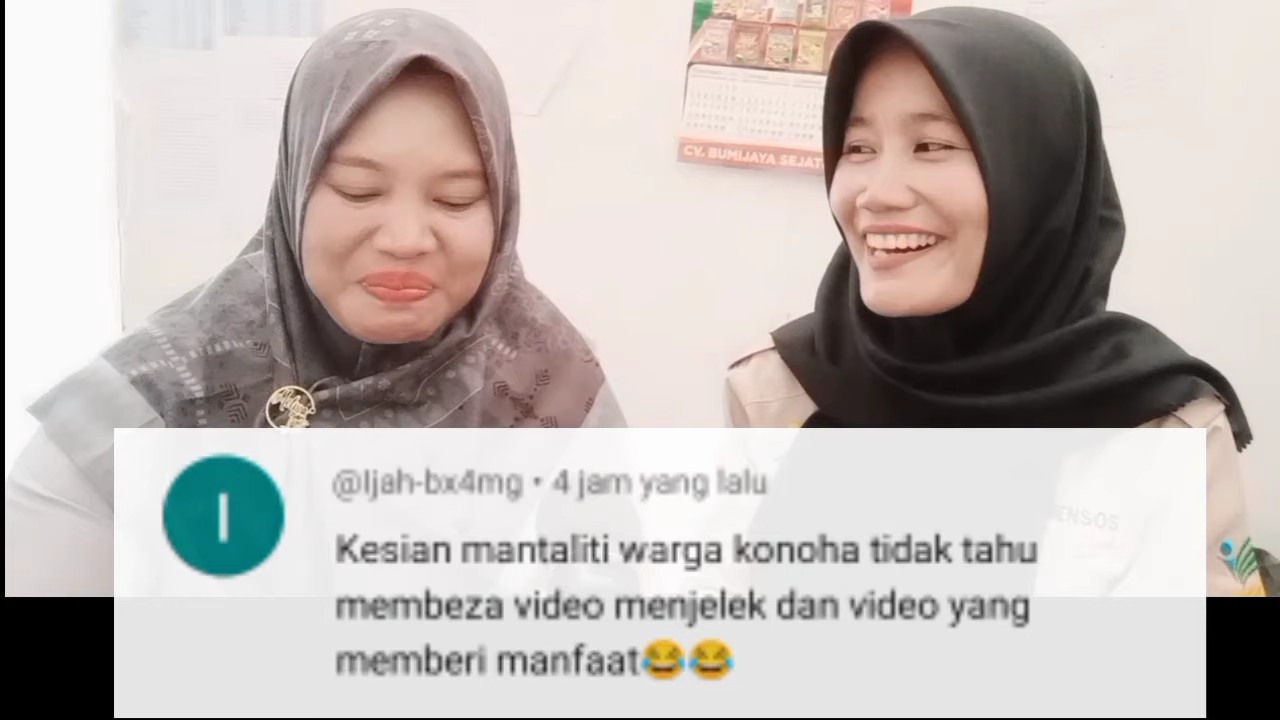 CV. BUMIJAYA SEJAT
ENSOS
@Ijah-bx4mg • 4 jam yang lalu
Kesian mantaliti warga konoha tidak tahu
membeza video menjelek dan video yang
memberi manfaat😂😂